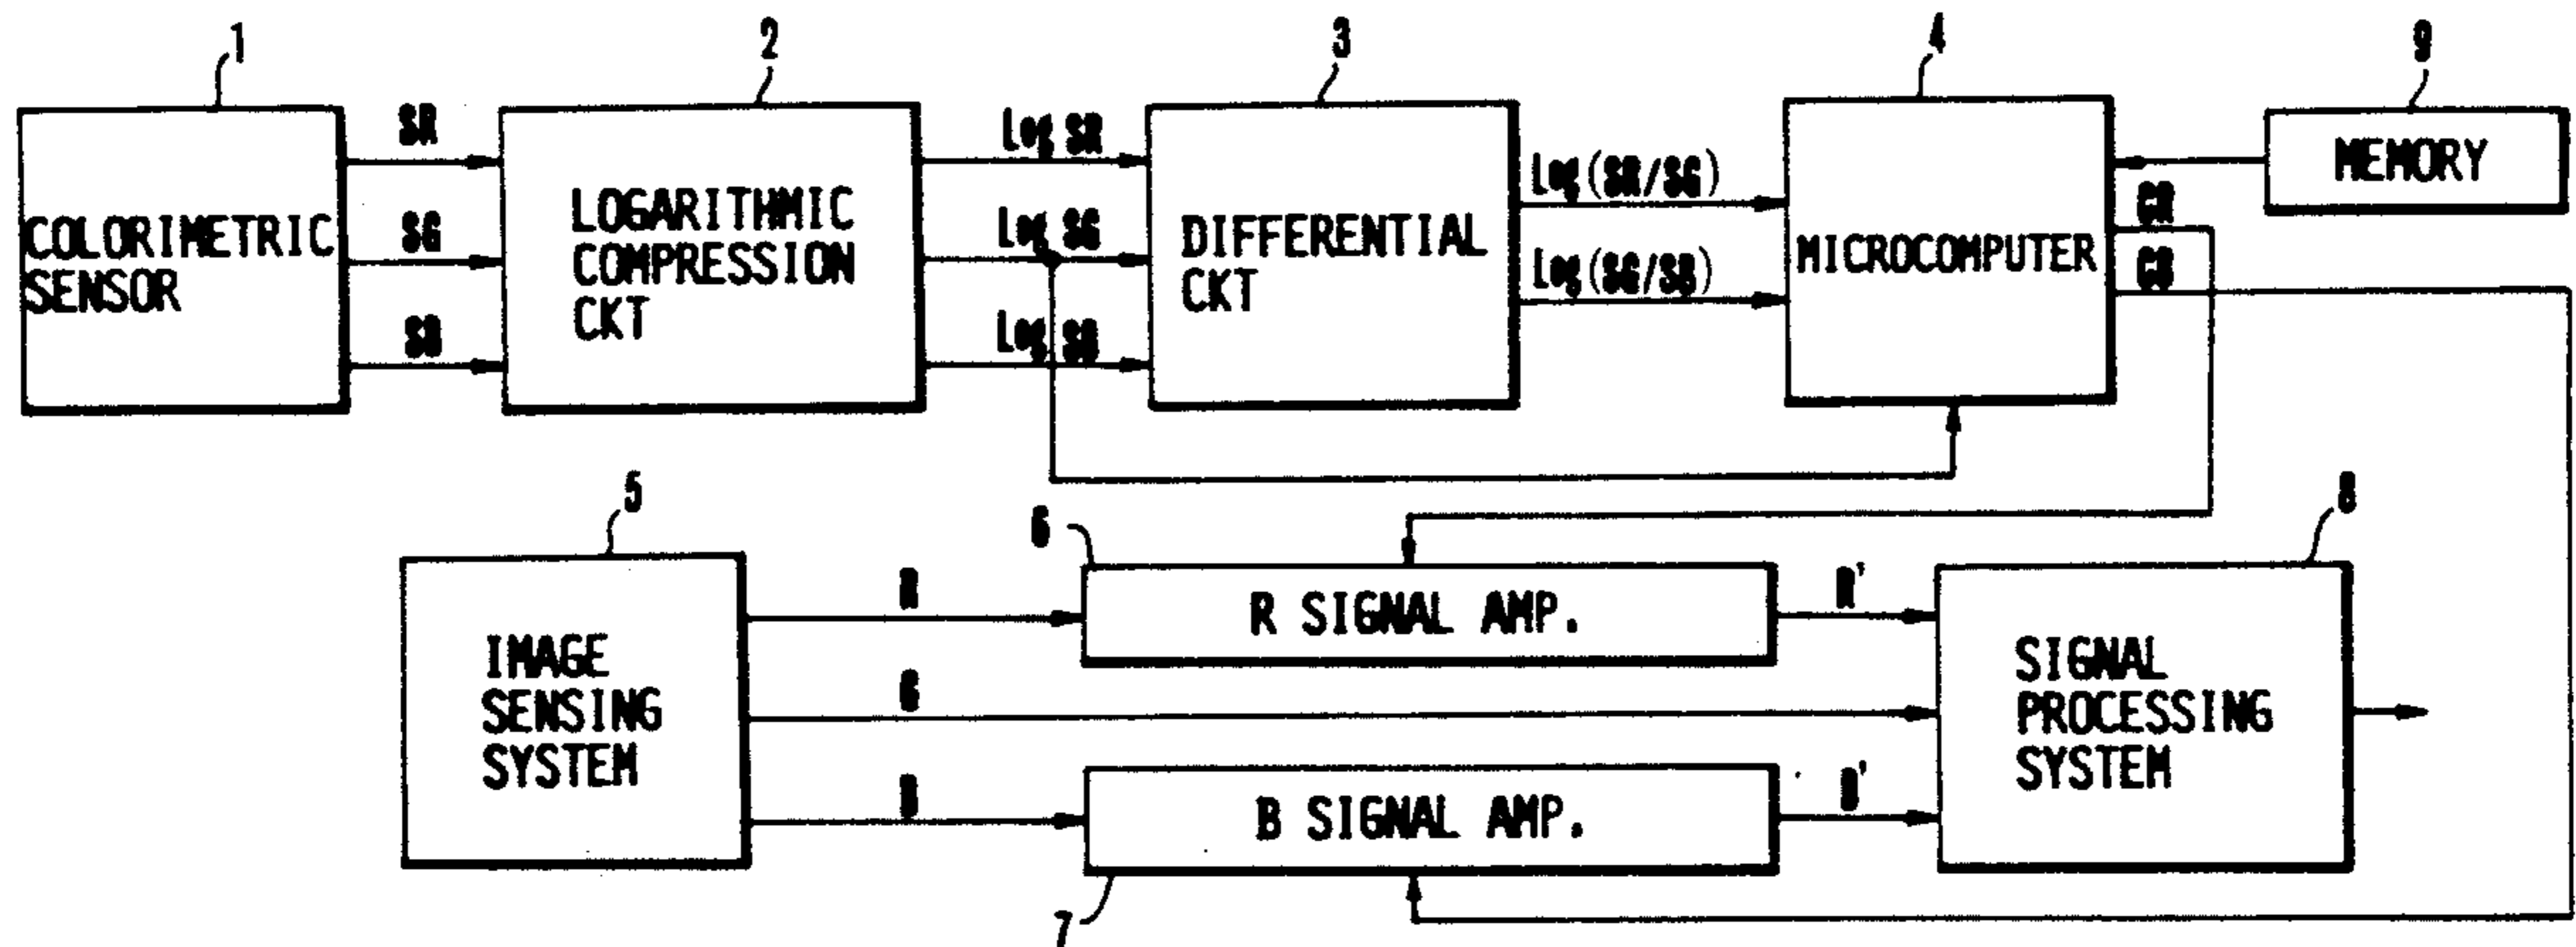 1
2
3
4
9
SR
SG
SB
COLORIMETRIC
SENSOR
LOGARITHMIC
COMPRESSION
CKT
Log SR
Log SG
Log SB
DIFFERENTIAL
CKT
Log(SR/SG)
Log(SG/SB)
MICROCOMPUTER
MEMORY
CR
CB
5
6
8
IMAGE
SENSING
SYSTEM
R
G
B
R SIGNAL AMP.
B SIGNAL AMP.
R'
B'
SIGNAL
PROCESSING
SYSTEM
7